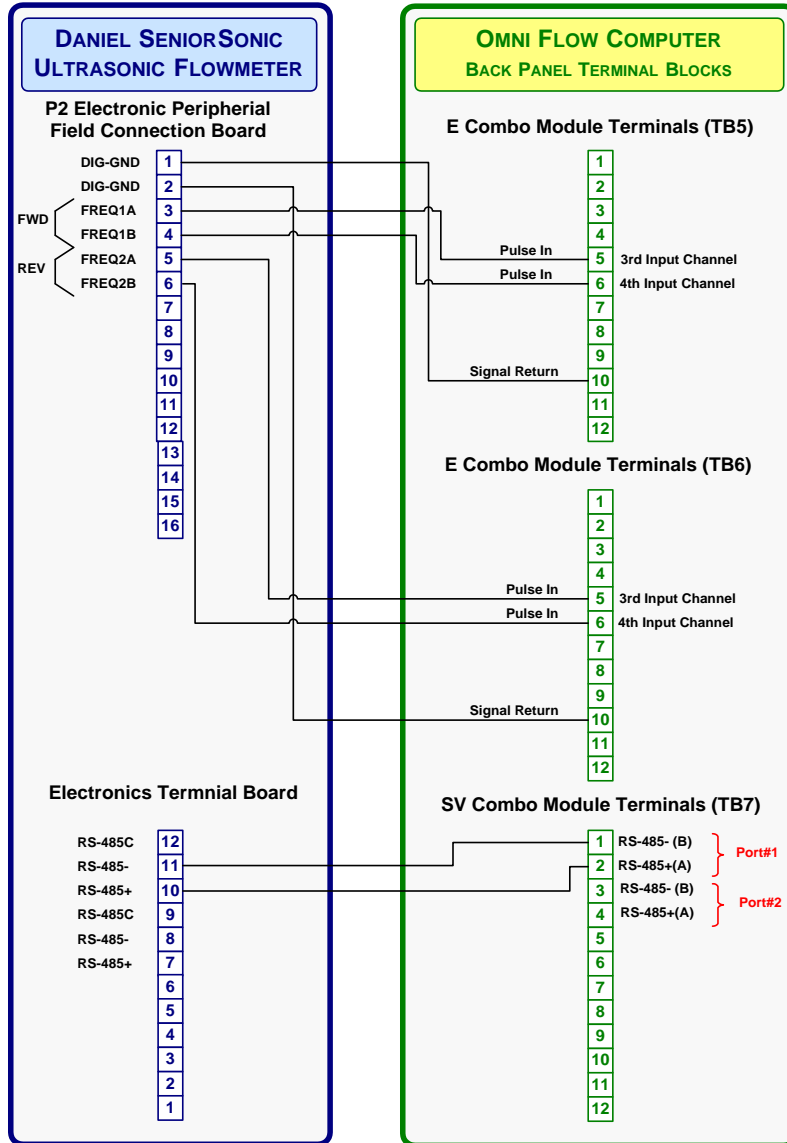 DANIEL SENIORSONIC
ULTRASONIC FLOWMETER
P2 Electronic Peripherial
Field Connection Board
DIG-GND 1
DIG-GND 2
FWD
FREQ1A 3
FREQ1B 4
REV
FREQ2A 5
FREQ2B 6
7
8
9
10
11
12
13
14
15
16
Electronics Termnial Board
RS-485C 12
RS-485- 11
RS-485+ 10
RS-485C 9
RS-485- 8
RS-485+ 7
6
5
4
3
2
1
OMNI FLOW COMPUTER
BACK PANEL TERMINAL BLOCKS
E Combo Module Terminals (TB5)
1
2
3
4
Pulse In 5 3rd Input Channel
Pulse In 6 4th Input Channel
7
8
9
Signal Return 10
11
12
E Combo Module Terminals (TB6)
1
2
3
4
Pulse In 5 3rd Input Channel
Pulse In 6 4th Input Channel
7
8
9
Signal Return 10
11
12
SV Combo Module Terminals (TB7)
1 RS-485- (B)
Port#1
2 RS-485+(A)
3 RS-485- (B)
Port#2
4 RS-485+(A)
5
6
7
8
9
10
11
12